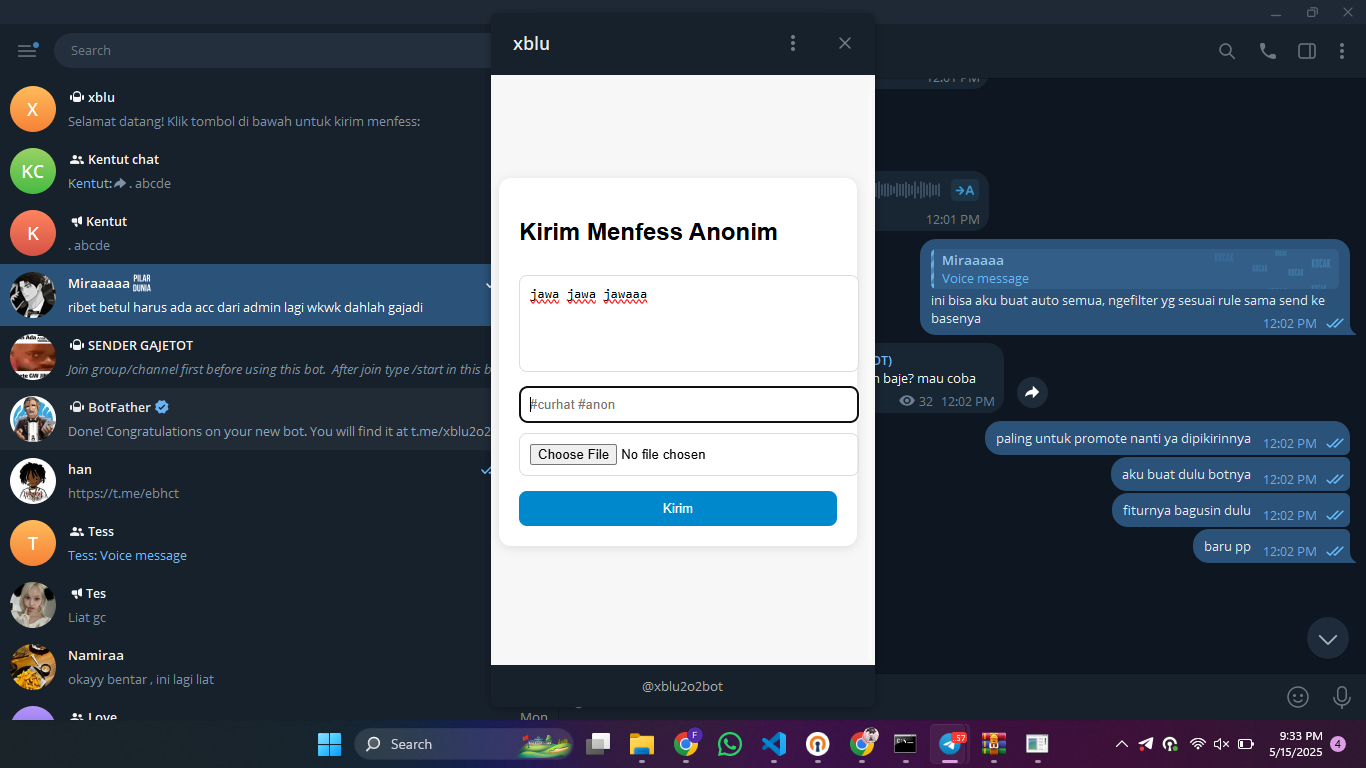 Search
X
xblu
Selamat datang! Klik tombol di bawah untuk kirim menfess:
KC
Kentut chat
Kentut: . abcde
K
Kentut
. abcde
Miraaaaa PILAR DUNIA
ribet betul harus ada acc dari admin lagi wkwk dahlah gajadi
SENDER GAJETOT
Join group/channel first before using this bot. After join type /start in this b
BotFather
Done! Congratulations on your new bot. You will find it at t.me/xblu2o2
han
https://t.me/ebhct
T
Tess
Tess: Voice message
Tes
Liat gc
Namiraa
okayy bentar , ini lagi liat
Love
Mon
xblu
Kirim Menfess Anonim
jawa jawa jawaaa
#curhat #anon
Choose File No file chosen
Kirim
@xblu2o2bot
12:01 PM
→A
12:01 PM
Miraaaaa
Voice message
KOCAK
ini bisa aku buat auto semua, ngefilter yg sesuai rule sama send ke
basenya
12:02 PM
OT)
baje? mau coba
32 12:02 PM
paling untuk promote nanti ya dipikirinnya 12:02 PM
aku buat dulu botnya 12:02 PM
fiturnya bagusin dulu 12:02 PM
baru pp 12:02 PM
Search
F
57
9:33 PM
5/15/2025
4